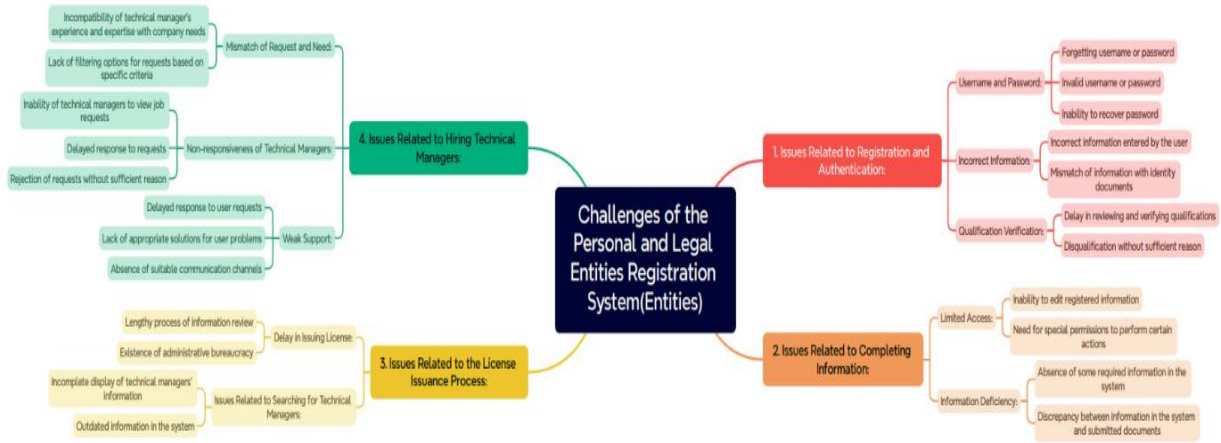 Challenges of the
Personal and Legal
Entities Registration
System(Entities)
1. Issues Related to Registration and
Authentication:
Username and Password:
Forgetting username or password
Invalid username or password
Inability to recover password
Incorrect Information:
Incorrect information entered by the user
Mismatch of information with identity
documents
Qualification Verification:
Delay in reviewing and verifying qualifications
Disqualification without sufficient reason
2. Issues Related to Completing
Information:
Limited Access:
Inability to edit registered information
Need for special permissions to perform certain
actions
Information Deficiency:
Absence of some required information in the
system
Discrepancy between information in the system
and submitted documents
3. Issues Related to the License
Issuance Process:
Delay in Issuing License:
Lengthy process of information review
Existence of administrative bureaucracy
Issues Related to Searching for Technical
Managers:
Incomplete display of technical managers'
information
Outdated information in the system
4. Issues Related to Hiring Technical
Managers:
Mismatch of Request and Need:
Incompatibility of technical manager's
experience and expertise with company needs
Lack of filtering options for requests based on
specific criteria
Non-responsiveness of Technical Managers:
Inability of technical managers to view job
requests
Delayed response to requests
Rejection of requests without sufficient reason
Weak Support:
Delayed response to user requests
Lack of appropriate solutions for user problems
Absence of suitable communication channels